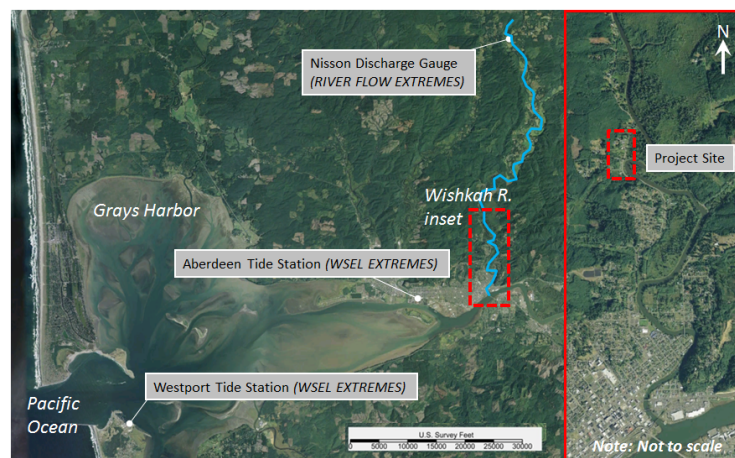 Nisson Discharge Gauge
(RIVER FLOW EXTREMES)
N
Project Site
Wishkah R.
inset
Grays Harbor
Aberdeen Tide Station (WSEL EXTREMES)
Westport Tide Station (WSEL EXTREMES)
Pacific
Ocean
U.S. Survey Feet
0 5000 10000 15000 20000 25000 30000
Note: Not to scale